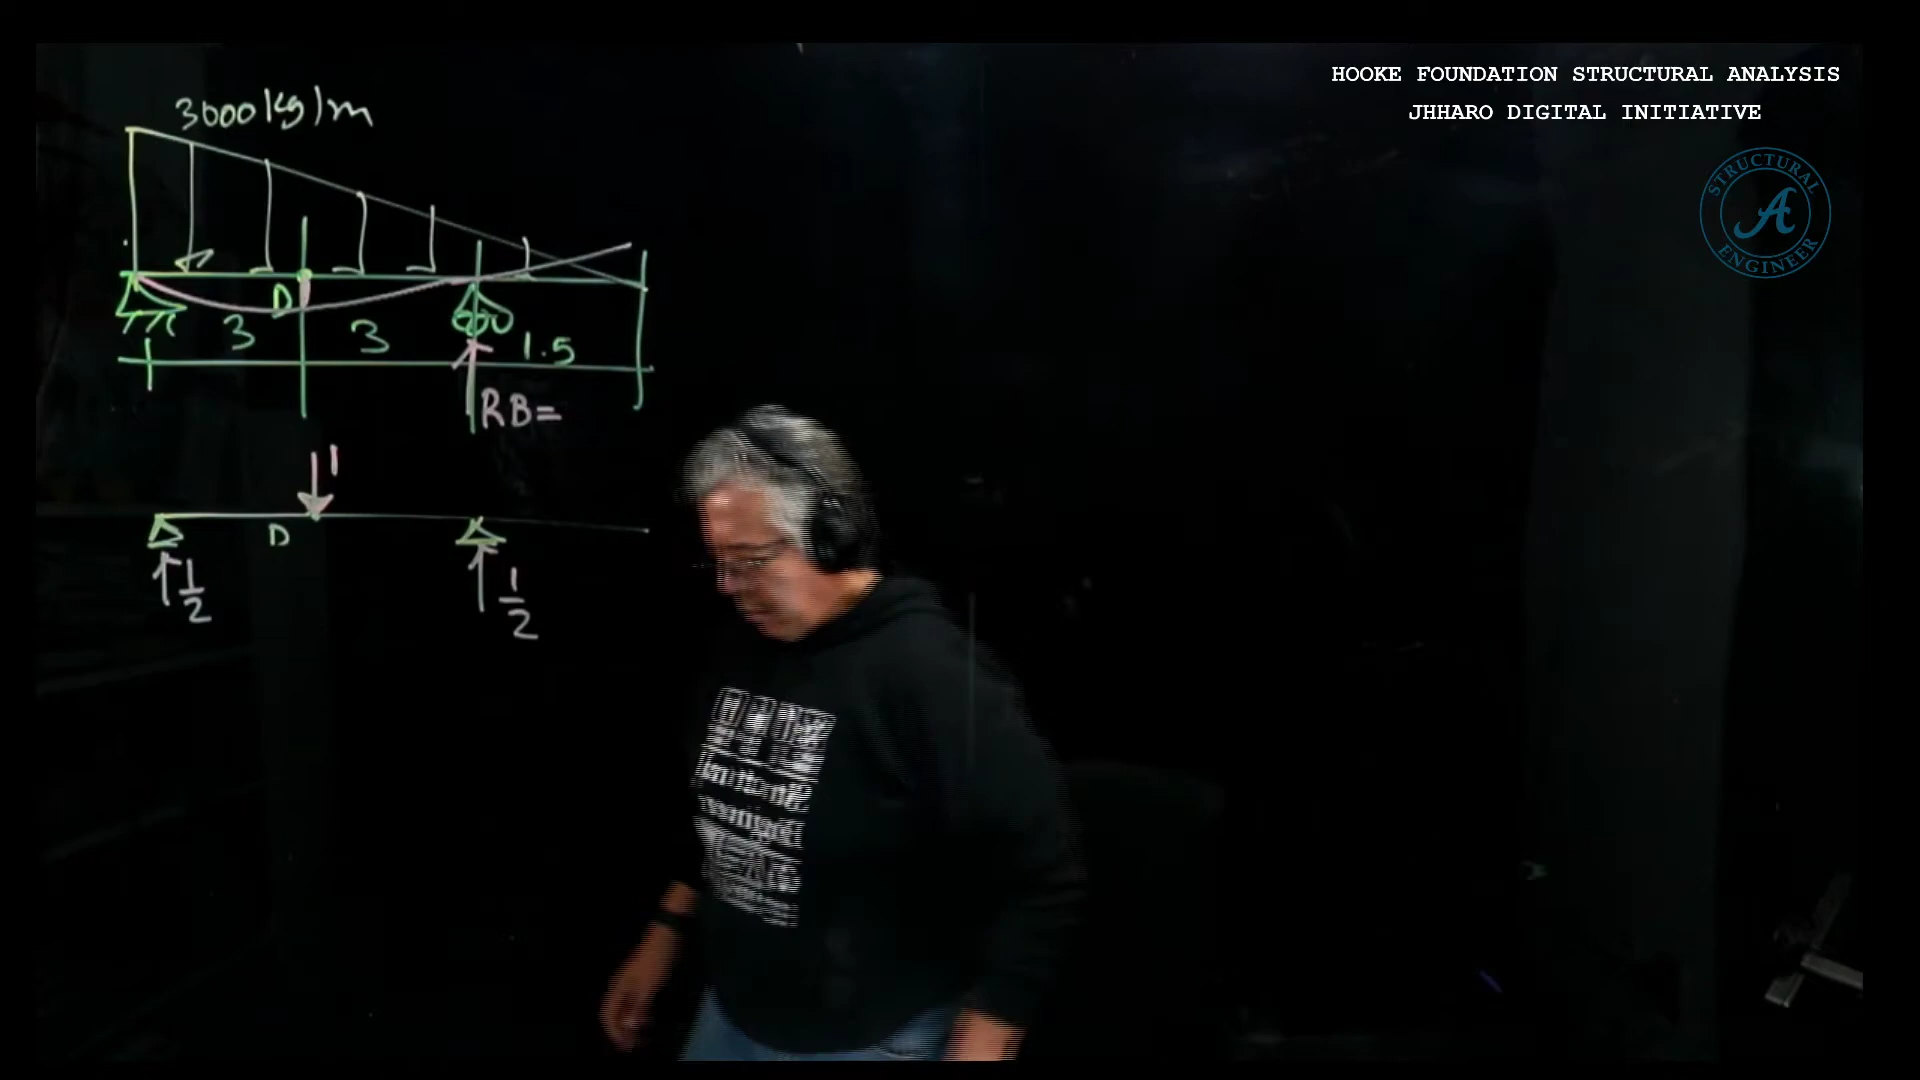 HOOKE FOUNDATION STRUCTURAL ANALYSIS
JHHARO DIGITAL INITIATIVE
STRUCTURAL
A
ENGINEER
3000 kg/m
D
3
3
1.5
RB=
1
D
1/2
1/2